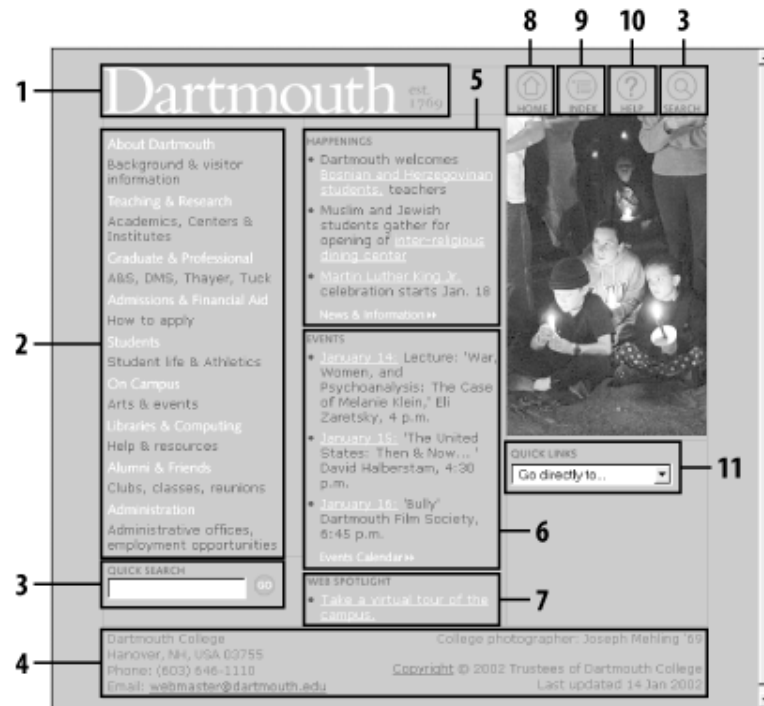 8 9 10 3
1
Dartmouth est. 1769
5
HOME INDEX HELP SEARCH
About Dartmouth
Background & visitor
information
Teaching & Research
Academics, Centers &
Institutes
Graduate & Professional
A&S, DMS, Thayer, Tuck
Admissions & Financial Aid
How to apply
2
Students
Student life & Athletics
On Campus
Arts & events
Libraries & Computing
Help & resources
Alumni & Friends
Clubs, classes, reunions
Administration
Administrative offices,
employment opportunities
3
QUICK SEARCH
GO
HAPPENINGS
• Dartmouth welcomes
Bosnian and Herzegovinan
students, teachers
• Muslim and Jewish
students gather for
opening of inter-religious
dining center
• Martin Luther King Jr.
celebration starts Jan. 18
News & Information
EVENTS
• January 14: Lecture: 'War,
Women, and
Psychoanalysis: The Case
of Melanie Klein,' Eli
Zaretsky, 4 p.m.
• January 15: 'The United
States: Then & Now... '
David Halberstam, 4:30
p.m.
• January 16: 'Bully'
Dartmouth Film Society,
6:45 p.m.
Events Calendar
6
WEB SPOTLIGHT
• Take a virtual tour of the
campus.
7
QUICK LINKS
Go directly to...
11
4
Dartmouth College
Hanover, NH, USA 03755
Phone: (603) 646-1110
Email: webmaster@dartmouth.edu
College photographer: Joseph Mehling '69
Copyright © 2002 Trustees of Dartmouth College
Last updated 14 Jan 2002